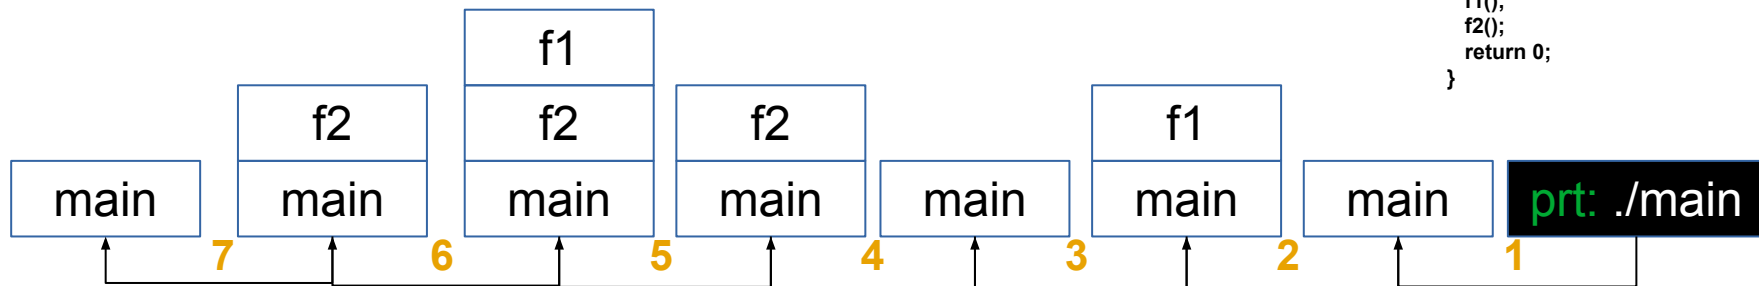 f1();
f2();
return 0;
}
f1
f2 f2 f2 f1
main main main main main main main prt: ./main
7 6 5 4 3 2 1